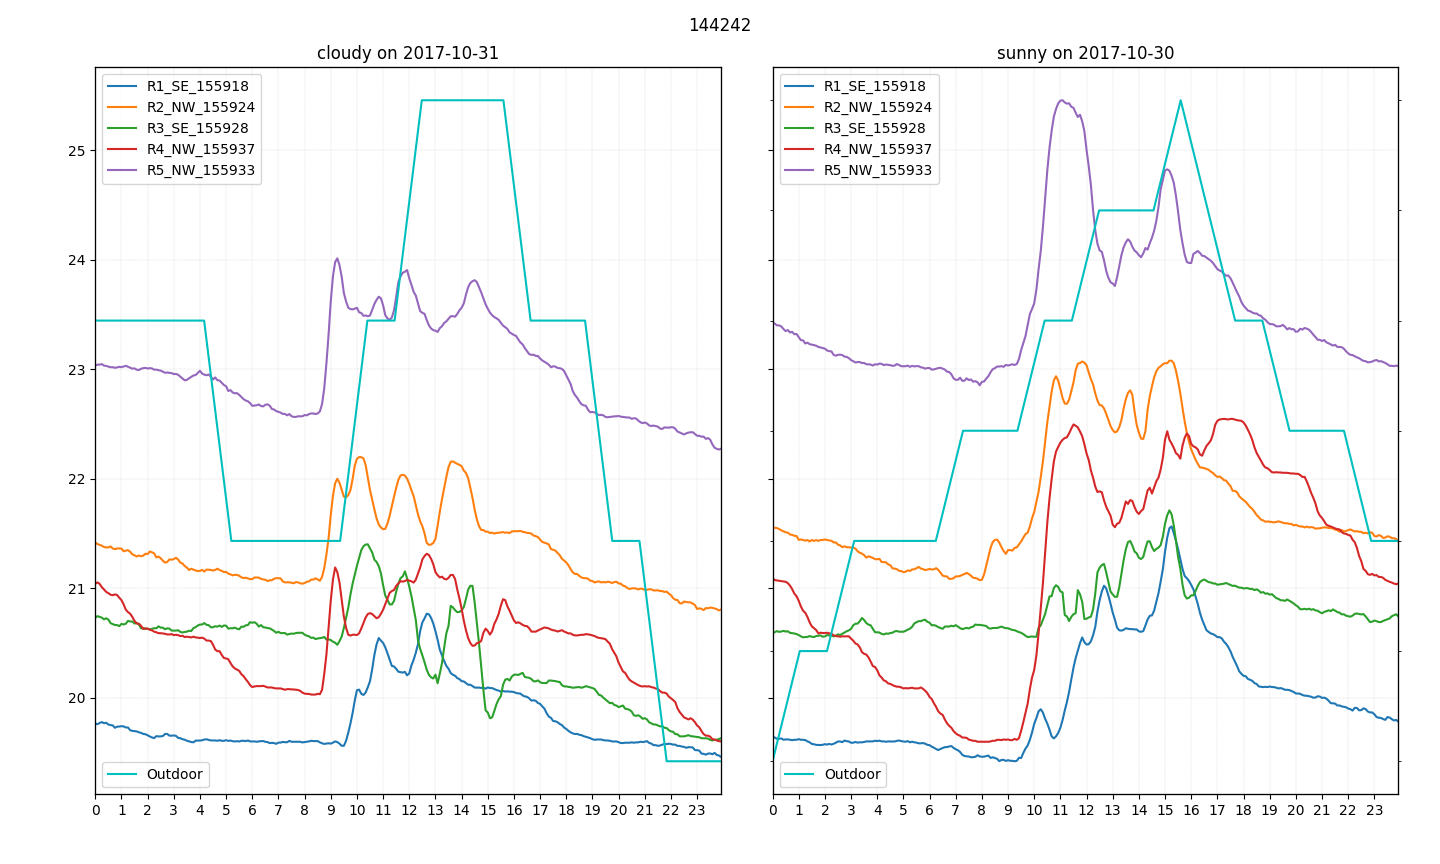 144242
cloudy on 2017-10-31
R1_SE_155918
R2_NW_155924
R3_SE_155928
R4_NW_155937
R5_NW_155933
25
24
23
22
21
20
Outdoor
0 1 2 3 4 5 6 7 8 9 10 11 12 13 14 15 16 17 18 19 20 21 22 23
sunny on 2017-10-30
R1_SE_155918
R2_NW_155924
R3_SE_155928
R4_NW_155937
R5_NW_155933
Outdoor
0 1 2 3 4 5 6 7 8 9 10 11 12 13 14 15 16 17 18 19 20 21 22 23